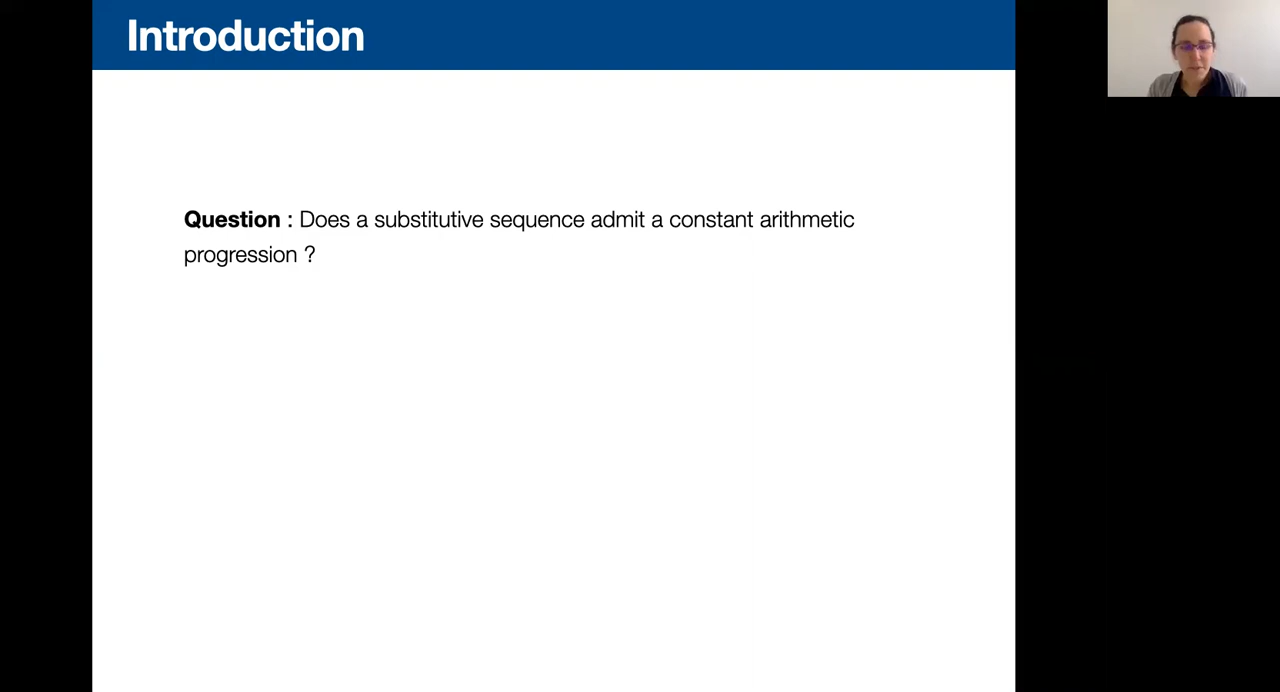 Introduction
Question : Does a substitutive sequence admit a constant arithmetic
progression ?